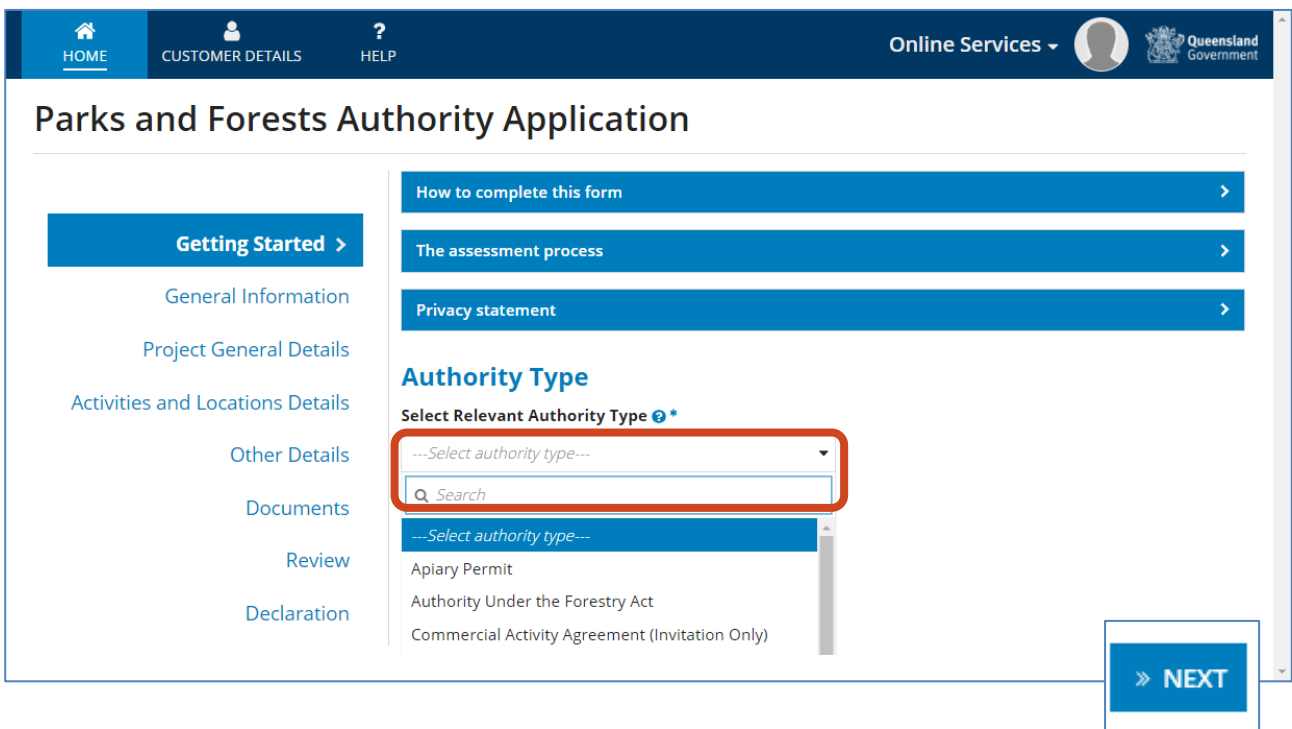 HOME
CUSTOMER DETAILS
?
HELP
Online Services
Queensland
Government
Parks and Forests Authority Application
Getting Started
General Information
Project General Details
Activities and Locations Details
Other Details
Documents
Review
Declaration
How to complete this form
The assessment process
Privacy statement
Authority Type
Select Relevant Authority Type ? *
---Select authority type---
Search
---Select authority type---
Apiary Permit
Authority Under the Forestry Act
Commercial Activity Agreement (Invitation Only)
» NEXT